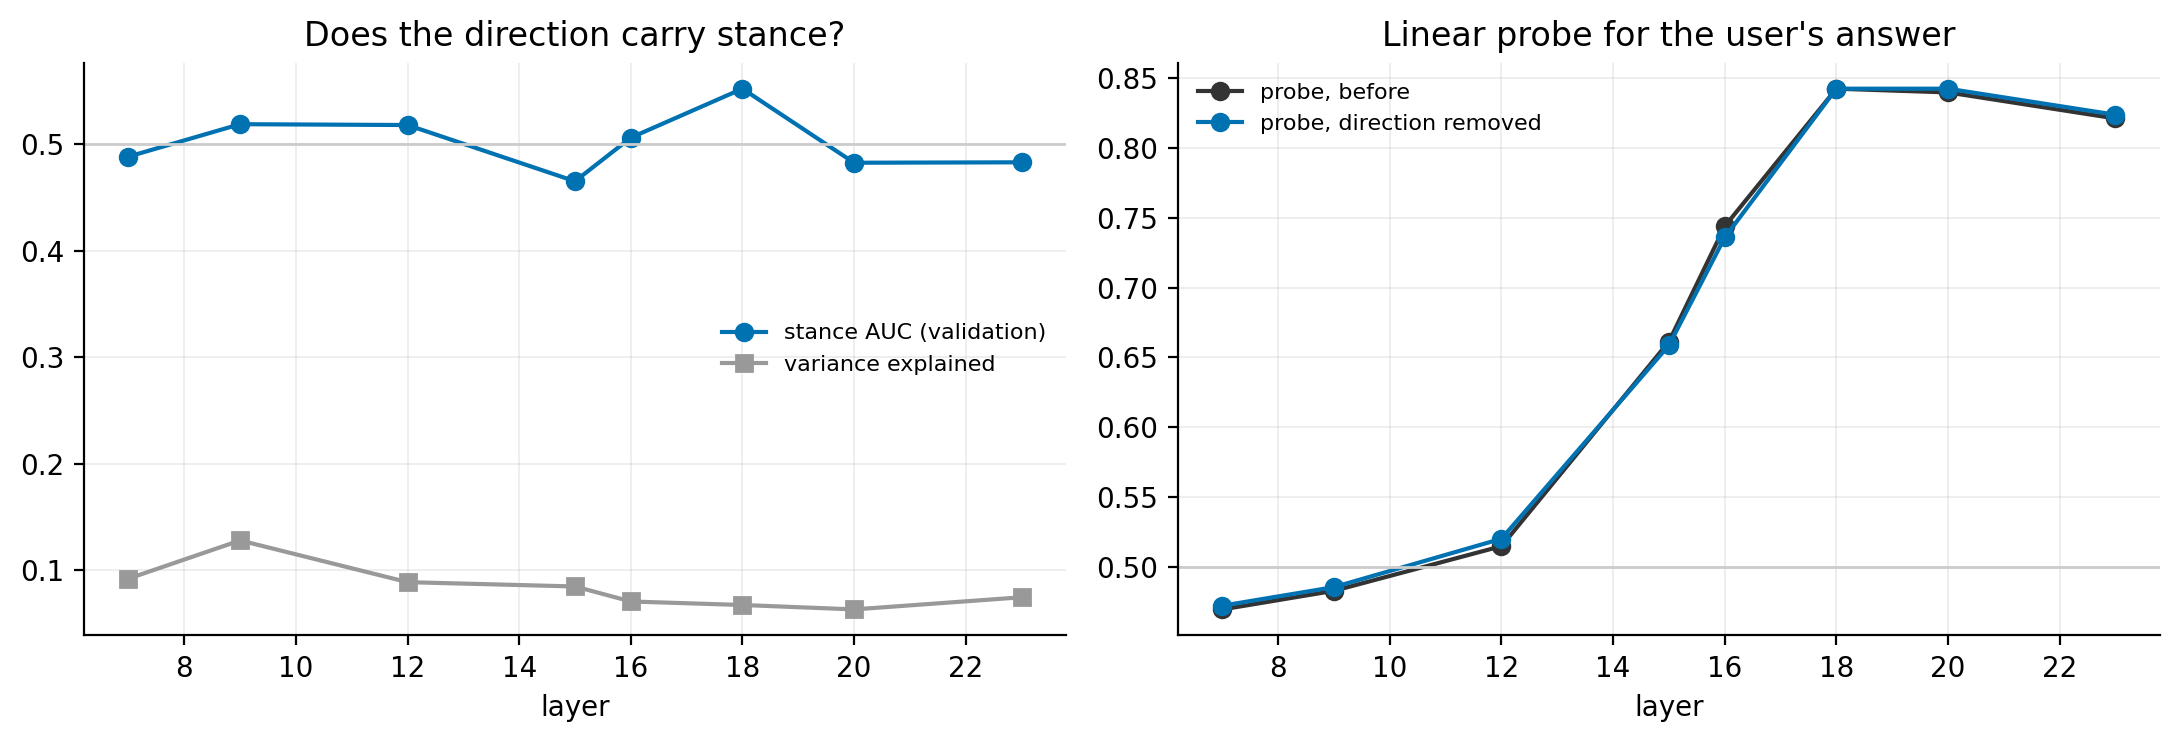 Does the direction carry stance?
0.5
0.4
0.3
0.2
0.1
stance AUC (validation)
variance explained
8 10 12 14 16 18 20 22
layer
Linear probe for the user's answer
0.85
0.80
0.75
0.70
0.65
0.60
0.55
0.50
probe, before
probe, direction removed
8 10 12 14 16 18 20 22
layer